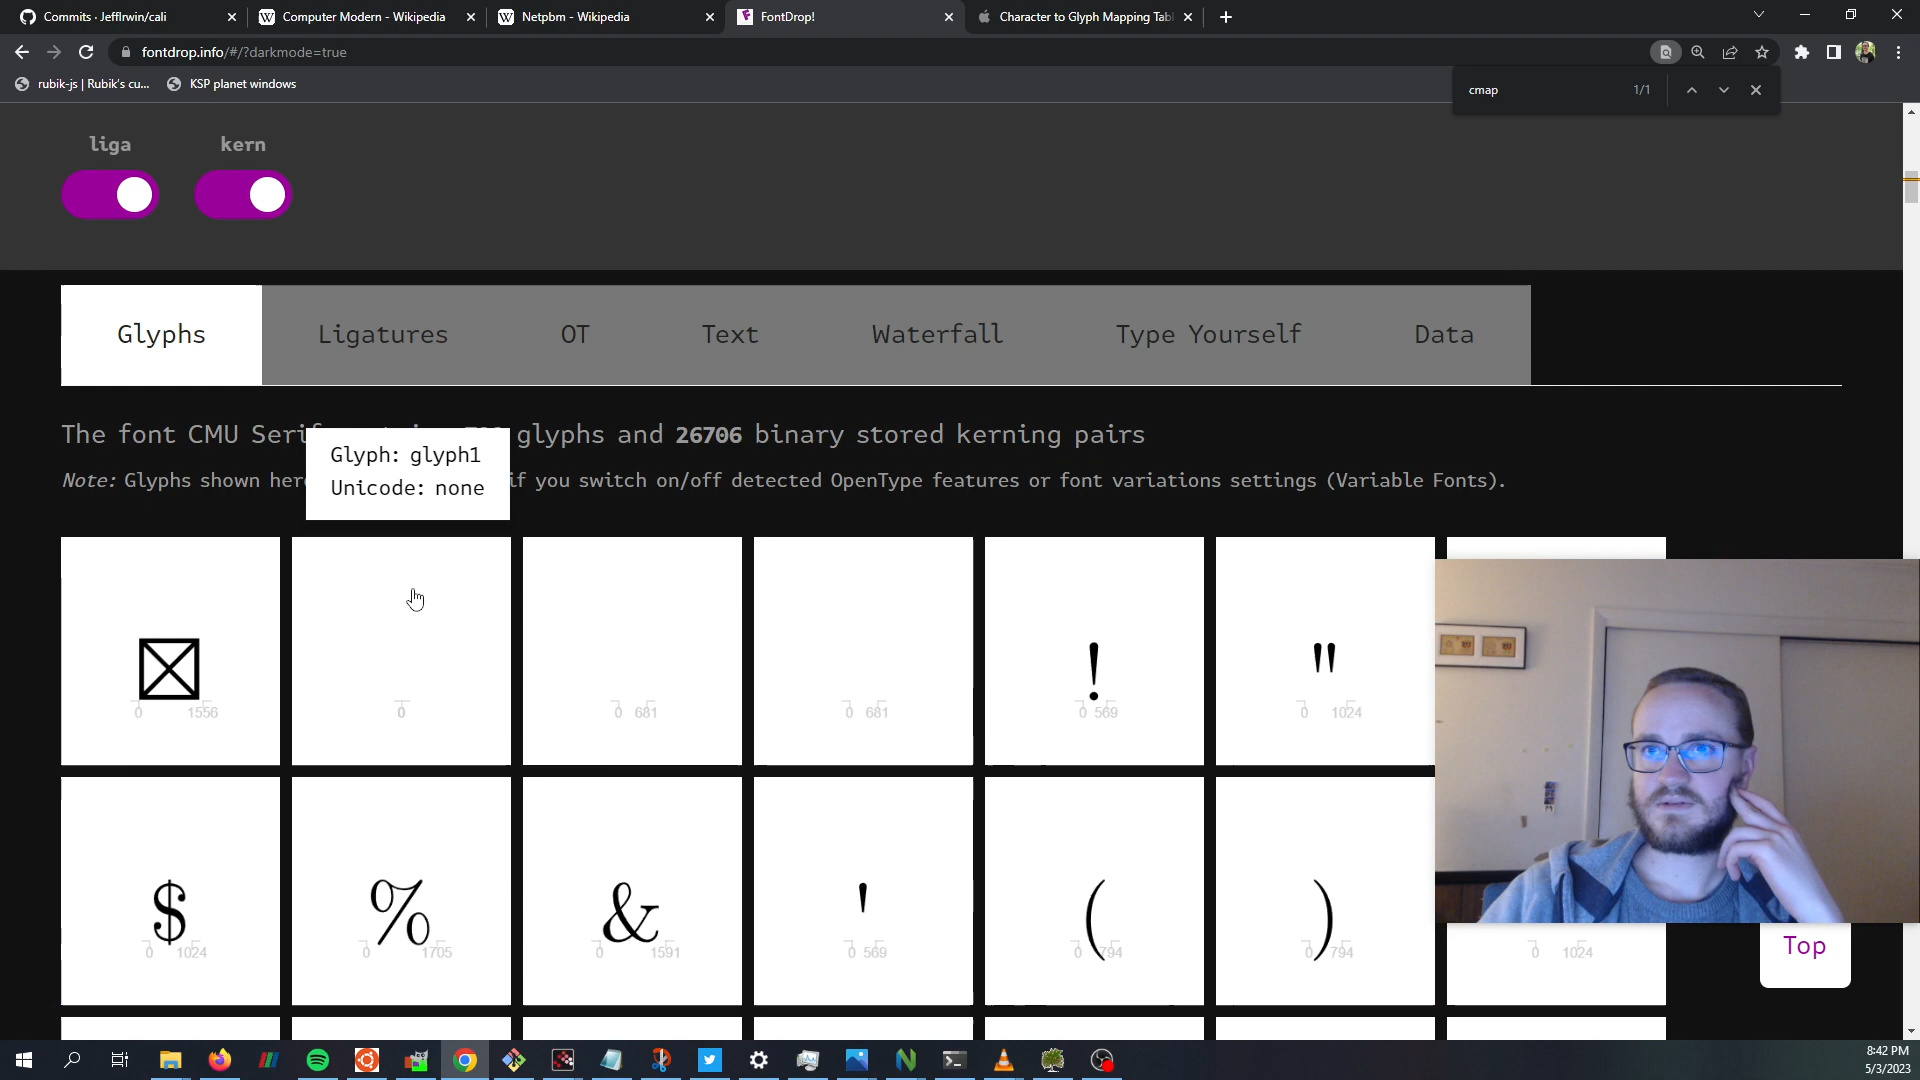 Commits · JeffIrwin/cali
Computer Modern - Wikipedia
Netpbm - Wikipedia
FontDrop!
Character to Glyph Mapping Tabl
fontdrop.info/#/?darkmode=true
rubik-js | Rubik's cu...
KSP planet windows
cmap
1/1
liga
kern
Glyphs
Ligatures
OT
Text
Waterfall
Type Yourself
Data
The font CMU Seri
glyphs and 26706 binary stored kerning pairs
Glyph: glyph1
Unicode: none
Note: Glyphs shown her
if you switch on/off detected OpenType features or font variations settings (Variable Fonts).
0 1556
0
0 681
0 681
!
0 569
"
0 1024
$
0 1024
%
0 1705
&
0 1591
'
0 569
(
0 794
)
0 794
0 1024
Top
8:42 PM
5/3/2023